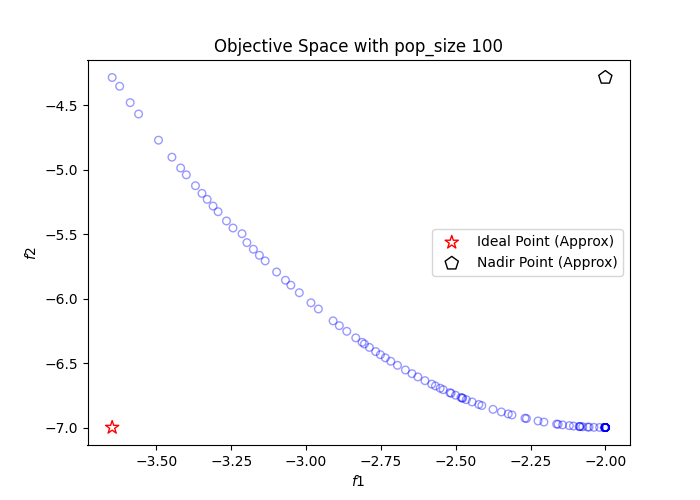 Objective Space with pop_size 100
f2
−4.5
−5.0
−5.5
−6.0
−6.5
−7.0
Ideal Point (Approx)
Nadir Point (Approx)
−3.50
−3.25
−3.00
−2.75
−2.50
−2.25
−2.00
f1